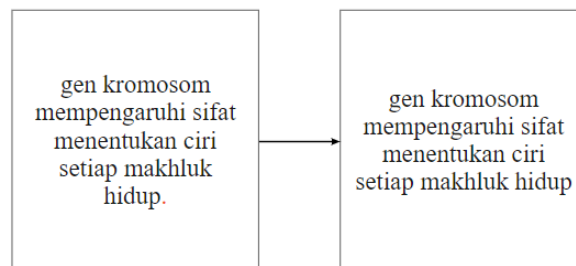 gen kromosom
mempengaruhi sifat
menentukan ciri
setiap makhluk
hidup.
gen kromosom
mempengaruhi sifat
menentukan ciri
setiap makhluk hidup